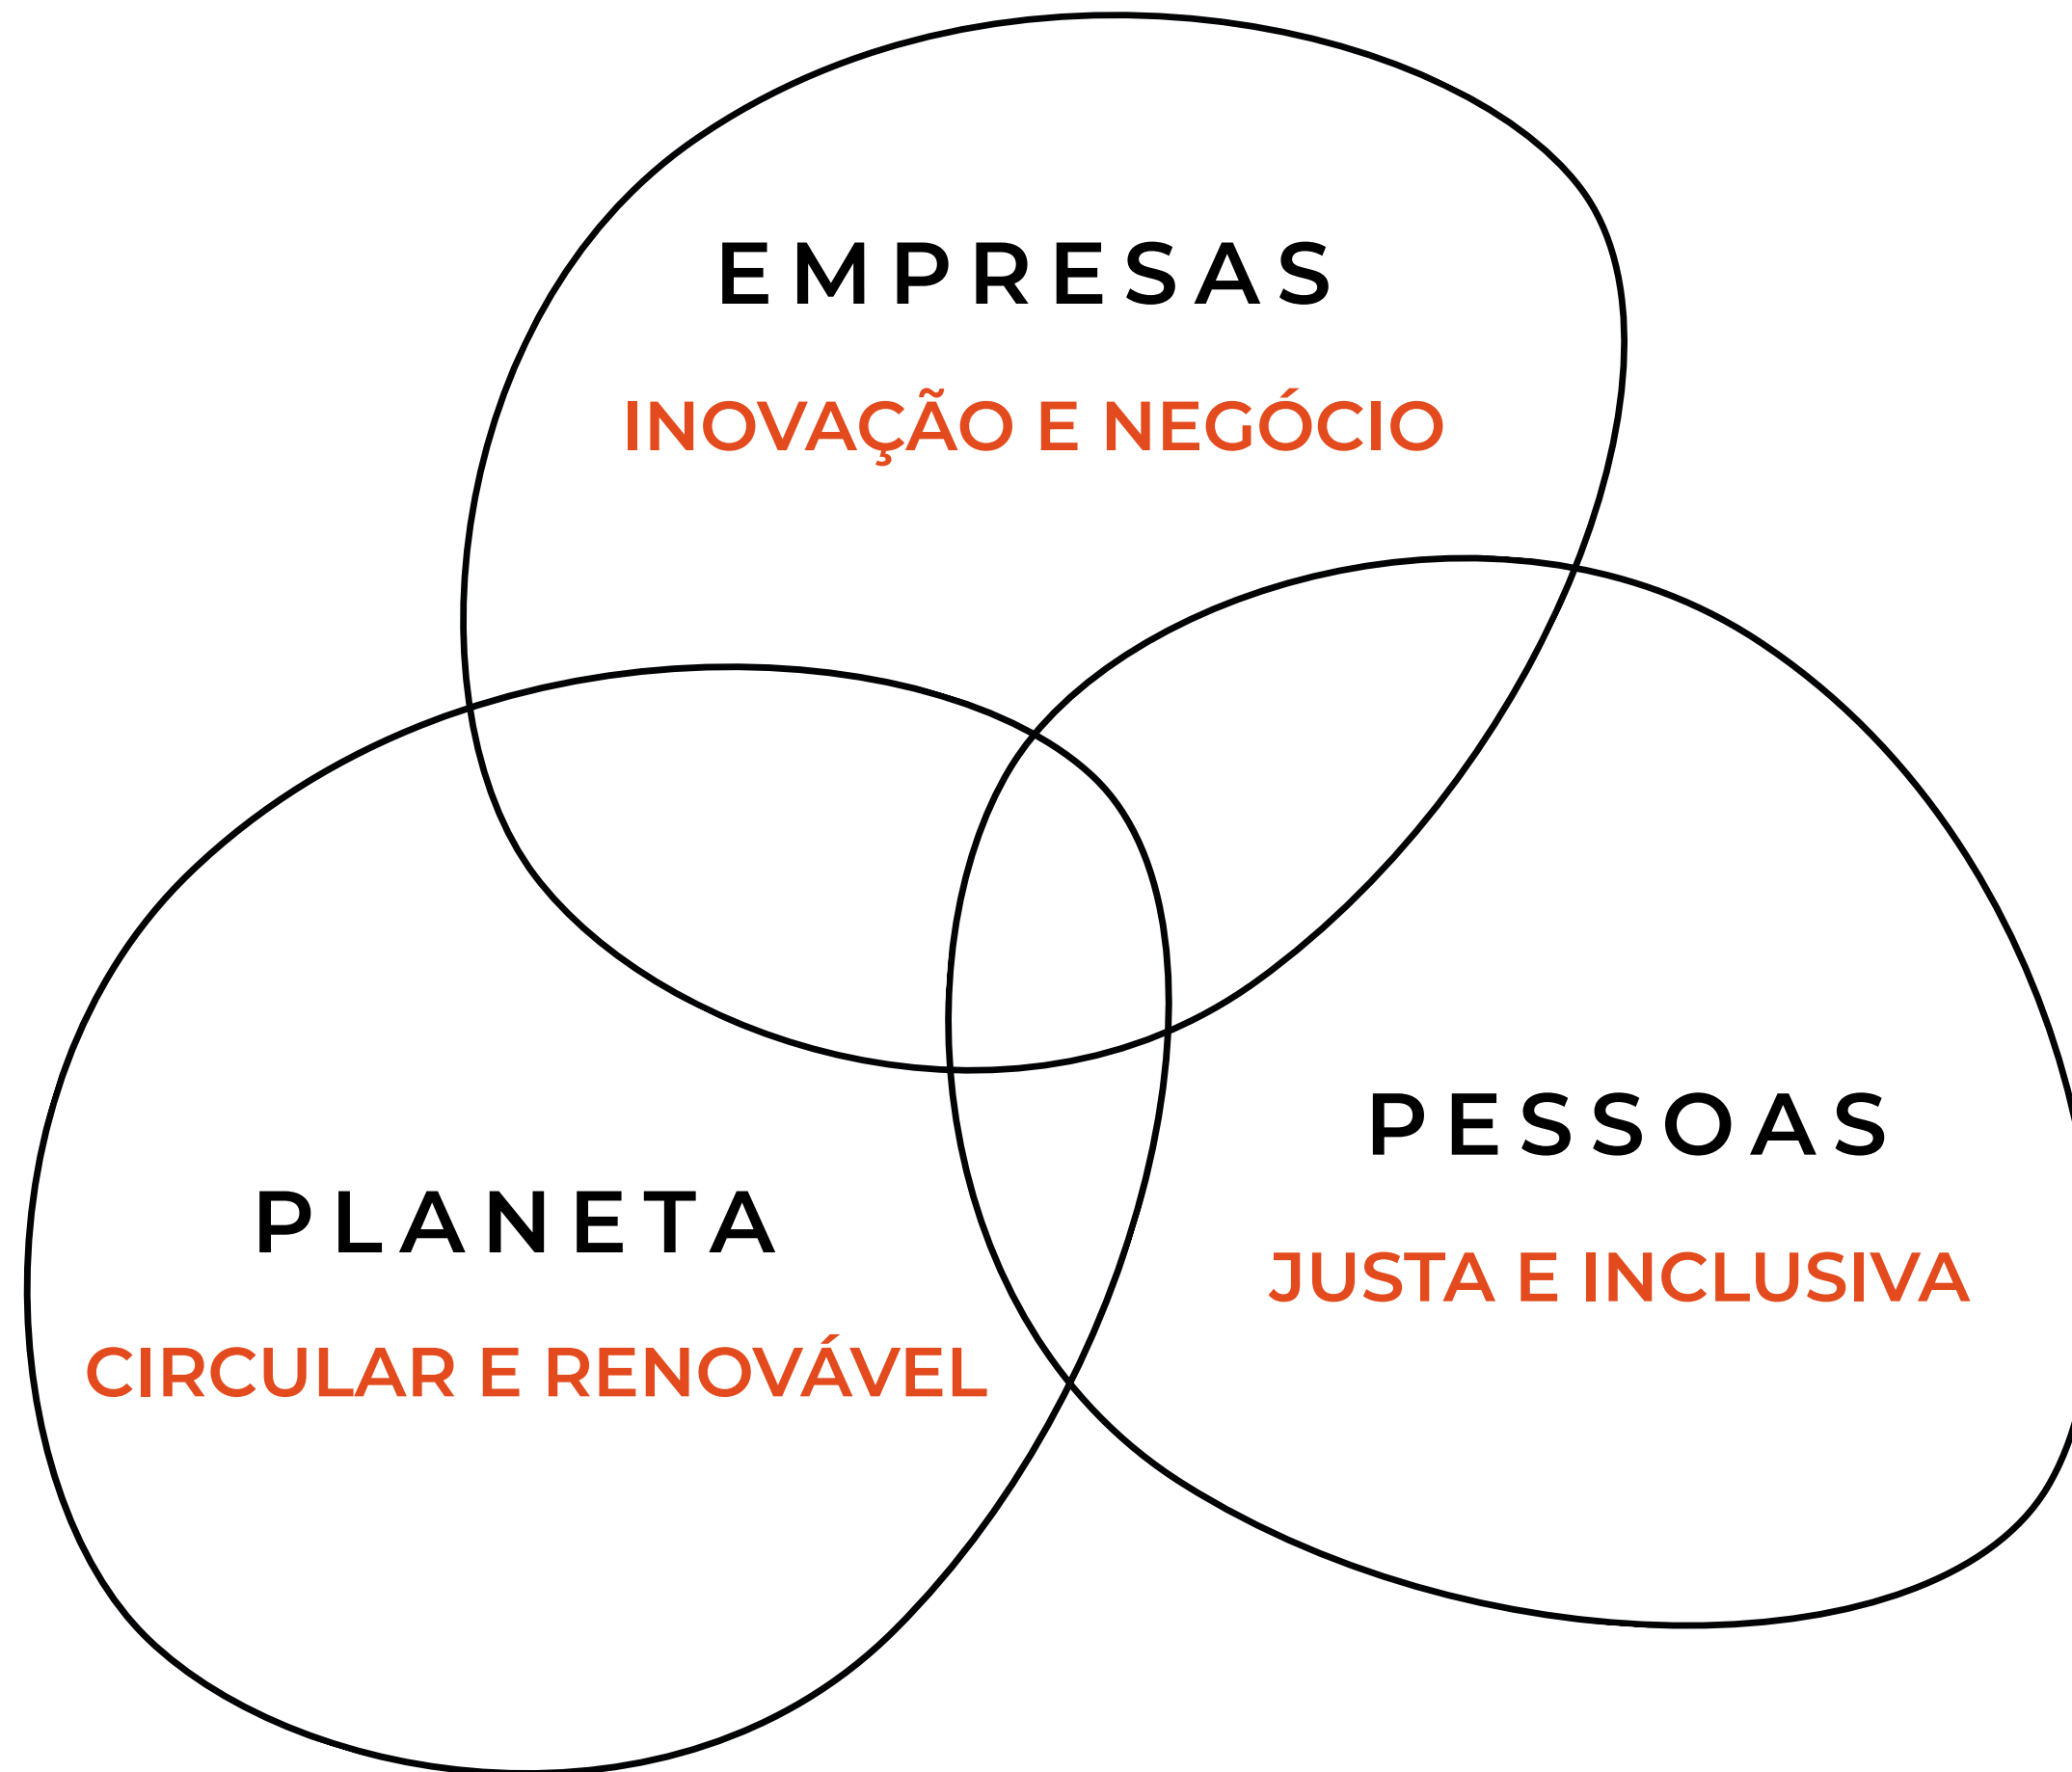 EMPRESAS
INOVAÇÃO E NEGÓCIO
PESSOAS
JUSTA E INCLUSIVA
PLANETA
CIRCULAR E RENOVÁVEL